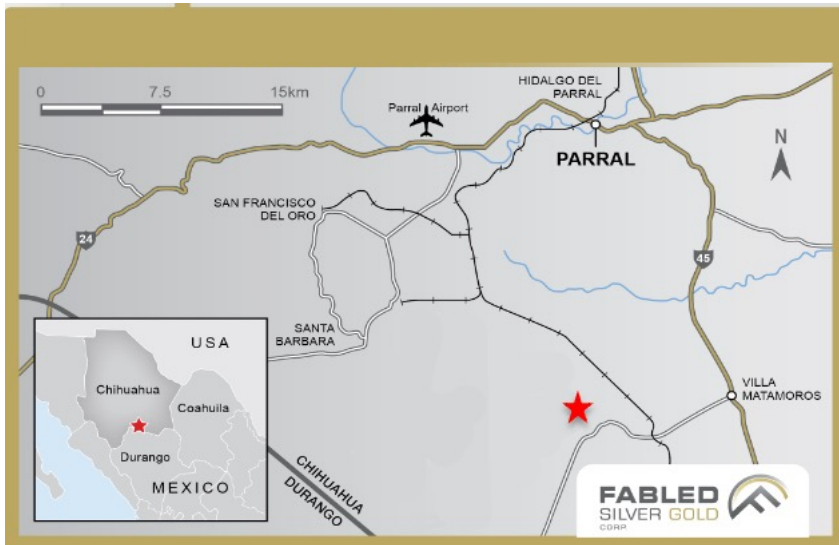 0 7.5 15km
HIDALGO DEL
PARRAL
Parral Airport
N
PARRAL
SAN FRANCISCO
DEL ORO
24
45
SANTA
BARBARA
VILLA
MATAMOROS
USA
Chihuahua
Coahuila
Durango
MEXICO
CHIHUAHUA
DURANGO
FABLED
SILVER GOLD
CORP.